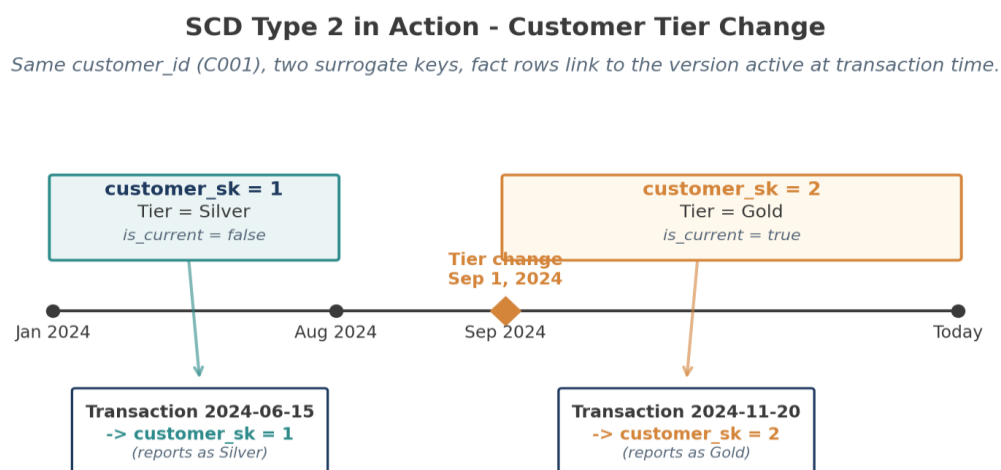 SCD Type 2 in Action - Customer Tier Change
Same customer_id (C001), two surrogate keys, fact rows link to the version active at transaction time.
customer_sk = 1
Tier = Silver
is_current = false
customer_sk = 2
Tier = Gold
is_current = true
Tier change
Sep 1, 2024
Jan 2024
Aug 2024
Sep 2024
Today
Transaction 2024-06-15
-> customer_sk = 1
(reports as Silver)
Transaction 2024-11-20
-> customer_sk = 2
(reports as Gold)